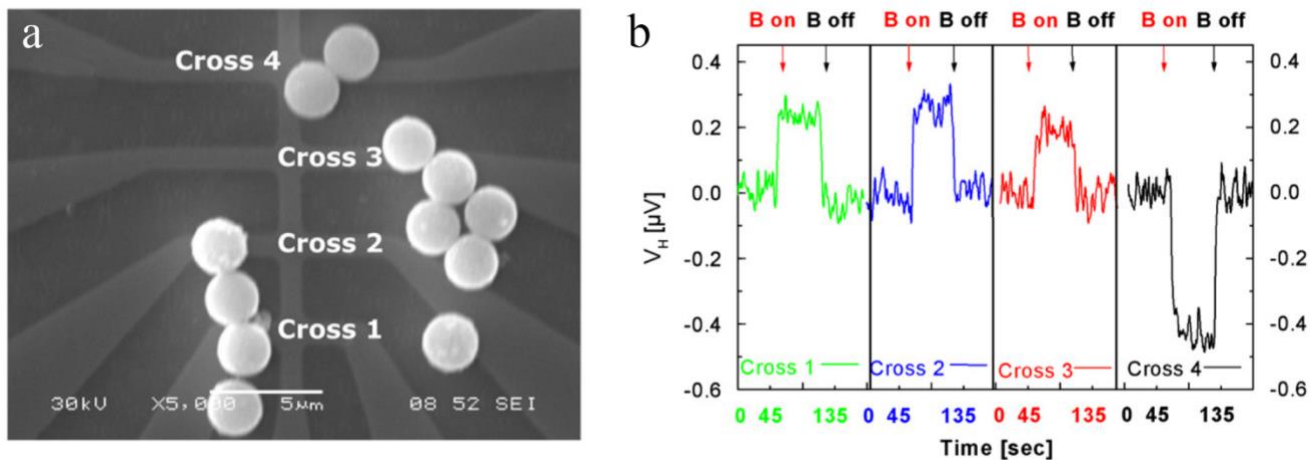 a
Cross 4
Cross 3
Cross 2
Cross 1
30kV X5,000 5µm 08 52 SEI
b
B on B off B on B off B on B off B on B off
0.4 0.4
0.2 0.2
0.0 0.0
-0.2 -0.2
-0.4 -0.4
-0.6 -0.6
V_H [µV]
Cross 1 Cross 2 Cross 3 Cross 4
0 45 135 0 45 135 0 45 135 0 45 135
Time [sec]